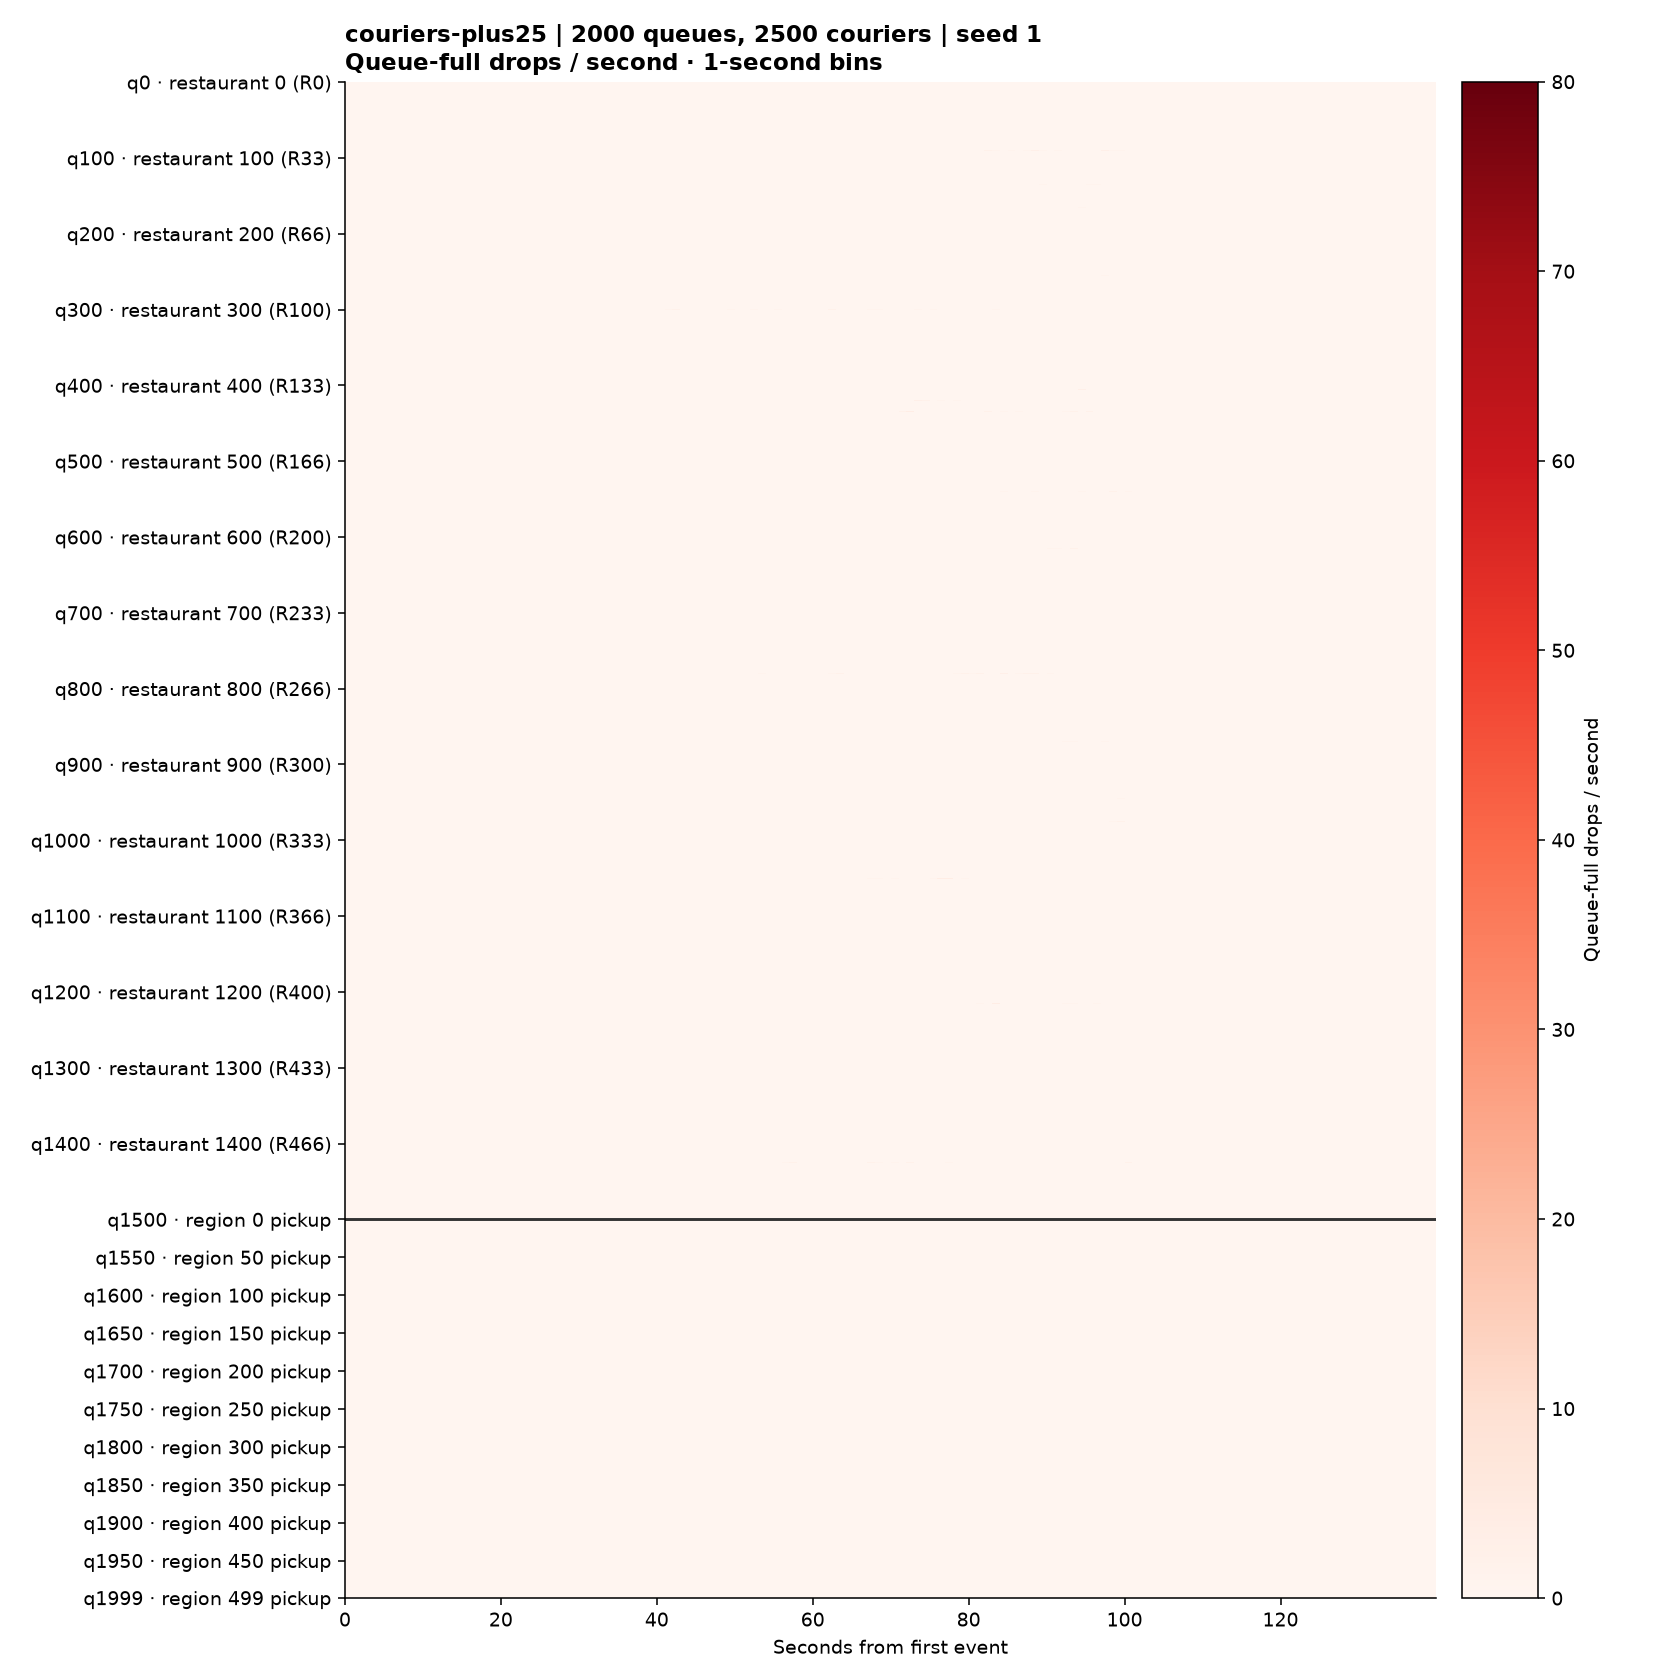 couriers-plus25 | 2000 queues, 2500 couriers | seed 1
Queue-full drops / second · 1-second bins
q0 · restaurant 0 (R0)
q100 · restaurant 100 (R33)
q200 · restaurant 200 (R66)
q300 · restaurant 300 (R100)
q400 · restaurant 400 (R133)
q500 · restaurant 500 (R166)
q600 · restaurant 600 (R200)
q700 · restaurant 700 (R233)
q800 · restaurant 800 (R266)
q900 · restaurant 900 (R300)
q1000 · restaurant 1000 (R333)
q1100 · restaurant 1100 (R366)
q1200 · restaurant 1200 (R400)
q1300 · restaurant 1300 (R433)
q1400 · restaurant 1400 (R466)
q1500 · region 0 pickup
q1550 · region 50 pickup
q1600 · region 100 pickup
q1650 · region 150 pickup
q1700 · region 200 pickup
q1750 · region 250 pickup
q1800 · region 300 pickup
q1850 · region 350 pickup
q1900 · region 400 pickup
q1950 · region 450 pickup
q1999 · region 499 pickup
0 20 40 60 80 100 120
Seconds from first event
80
70
60
50
40
30
20
10
0
Queue-full drops / second